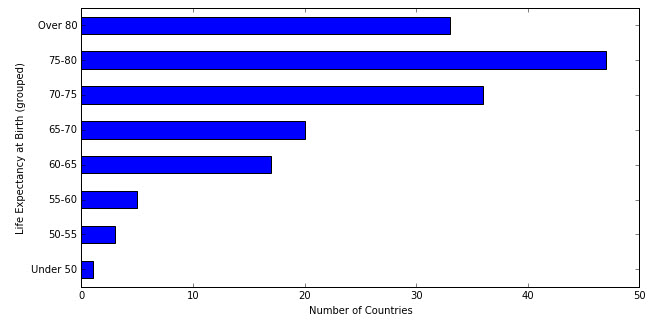 Over 80
75-80
70-75
65-70
60-65
55-60
50-55
Under 50
Life Expectancy at Birth (grouped)
0 10 20 30 40 50
Number of Countries